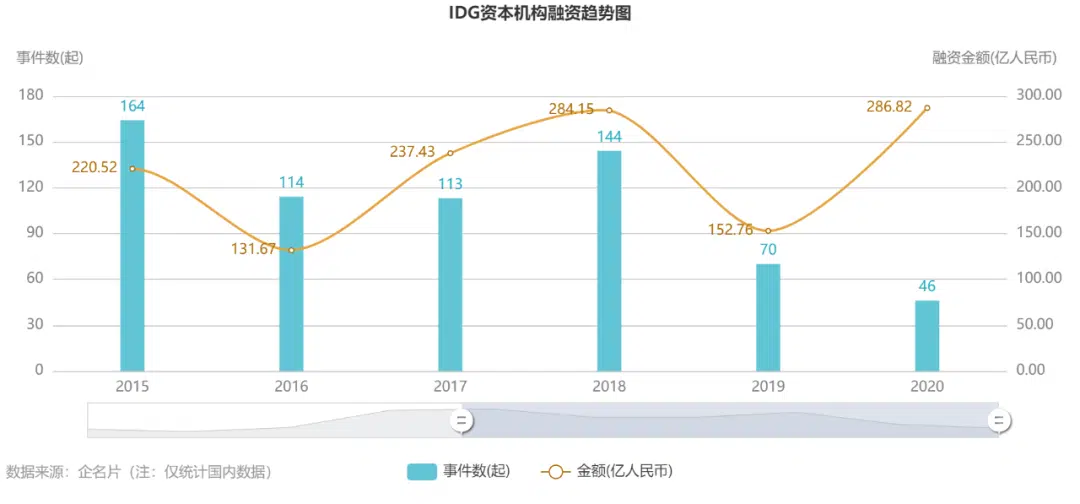 IDG资本机构融资趋势图
事件数(起) 融资金额(亿人民币)
180 164 284.15 286.82 300.00
150 237.43 144 250.00
120 220.52 114 113 200.00
90 131.67 152.76 70 150.00
60 46 100.00
30 50.00
0 0.00
2015 2016 2017 2018 2019 2020
数据来源：企名片（注：仅统计国内数据） 事件数(起) 金额(亿人民币)